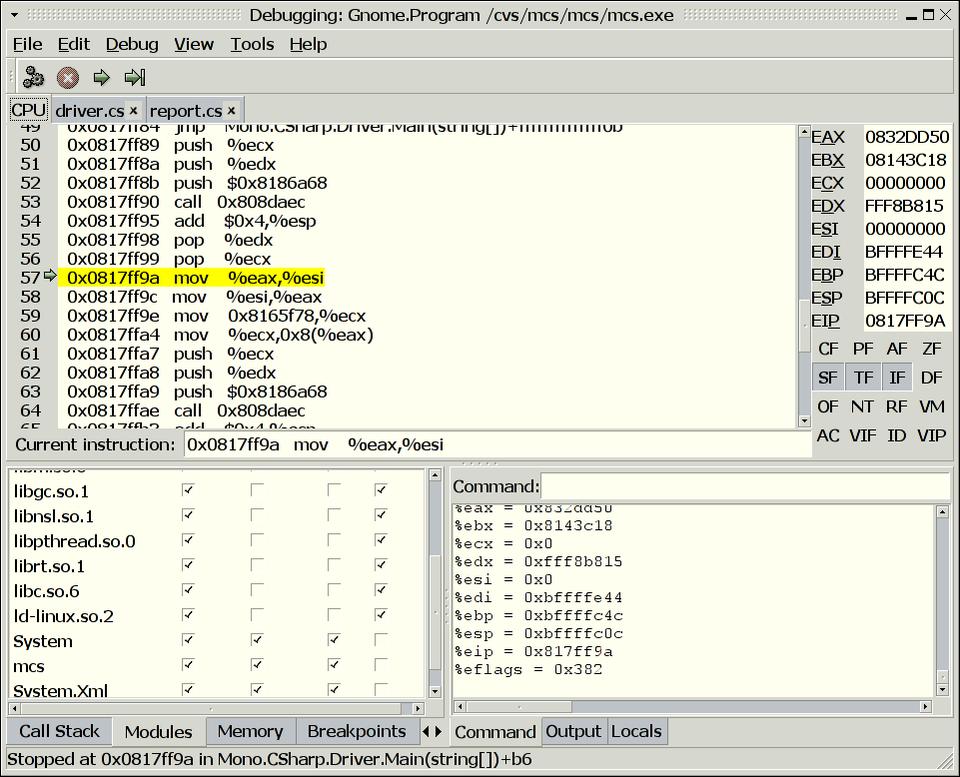 Debugging: Gnome.Program /cvs/mcs/mcs/mcs.exe
File Edit Debug View Tools Help
CPU driver.cs × report.cs ×
49 0x0817ff84 jmp
50 0x0817ff89 push %ecx
51 0x0817ff8a push %edx
52 0x0817ff8b push $0x8186a68
53 0x0817ff90 call 0x808daec
54 0x0817ff95 add $0x4,%esp
55 0x0817ff98 pop %edx
56 0x0817ff99 pop %ecx
57 0x0817ff9a mov %eax,%esi
58 0x0817ff9c mov %esi,%eax
59 0x0817ff9e mov 0x8165f78,%ecx
60 0x0817ffa4 mov %ecx,0x8(%eax)
61 0x0817ffa7 push %ecx
62 0x0817ffa8 push %edx
63 0x0817ffa9 push $0x8186a68
64 0x0817ffae call 0x808daec
EAX 0832DD50
EBX 08143C18
ECX 00000000
EDX FFF8B815
ESI 00000000
EDI BFFFFE44
EBP BFFFFC4C
ESP BFFFFC0C
EIP 0817FF9A
CF PF AF ZF
SF TF IF DF
OF NT RF VM
AC VIF ID VIP
Current instruction: 0x0817ff9a mov %eax,%esi
libgc.so.1
libnsl.so.1
libpthread.so.0
librt.so.1
libc.so.6
ld-linux.so.2
System
mcs
System.Xml
Call Stack Modules Memory Breakpoints
Command:
%eax = 0x832dd50
%ebx = 0x8143c18
%ecx = 0x0
%edx = 0xfff8b815
%esi = 0x0
%edi = 0xbffffe44
%ebp = 0xbffffc4c
%esp = 0xbffffc0c
%eip = 0x817ff9a
%eflags = 0x382
Command Output Locals
Stopped at 0x0817ff9a in Mono.CSharp.Driver.Main(string[])+b6